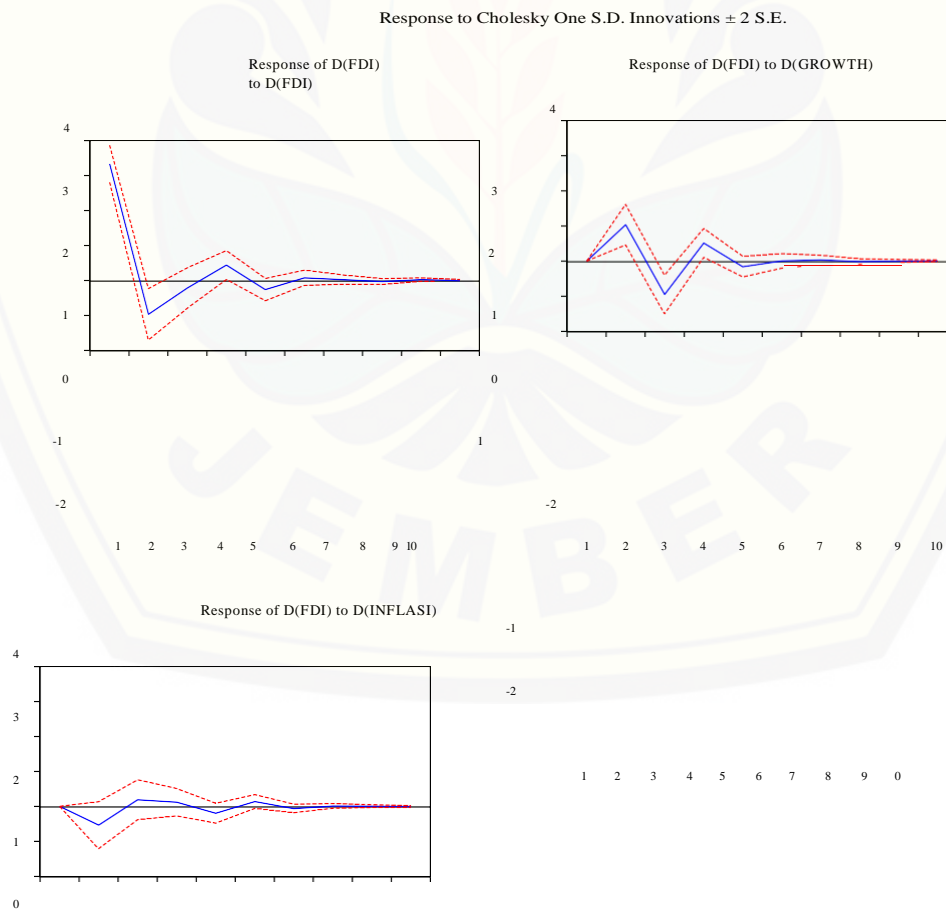 Response to Cholesky One S.D. Innovations ± 2 S.E.
Response of D(FDI)
to D(FDI)
Response of D(FDI) to D(GROWTH)
4
3
2
1
0
-1
-2
1 2 3 4 5 6 7 8 9 10
4
3
2
1
0
1
-2
1 2 3 4 5 6 7 8 9 10
Response of D(FDI) to D(INFLASI)
4
3
2
1
0
-1
-2
1 2 3 4 5 6 7 8 9 0
JEMBER